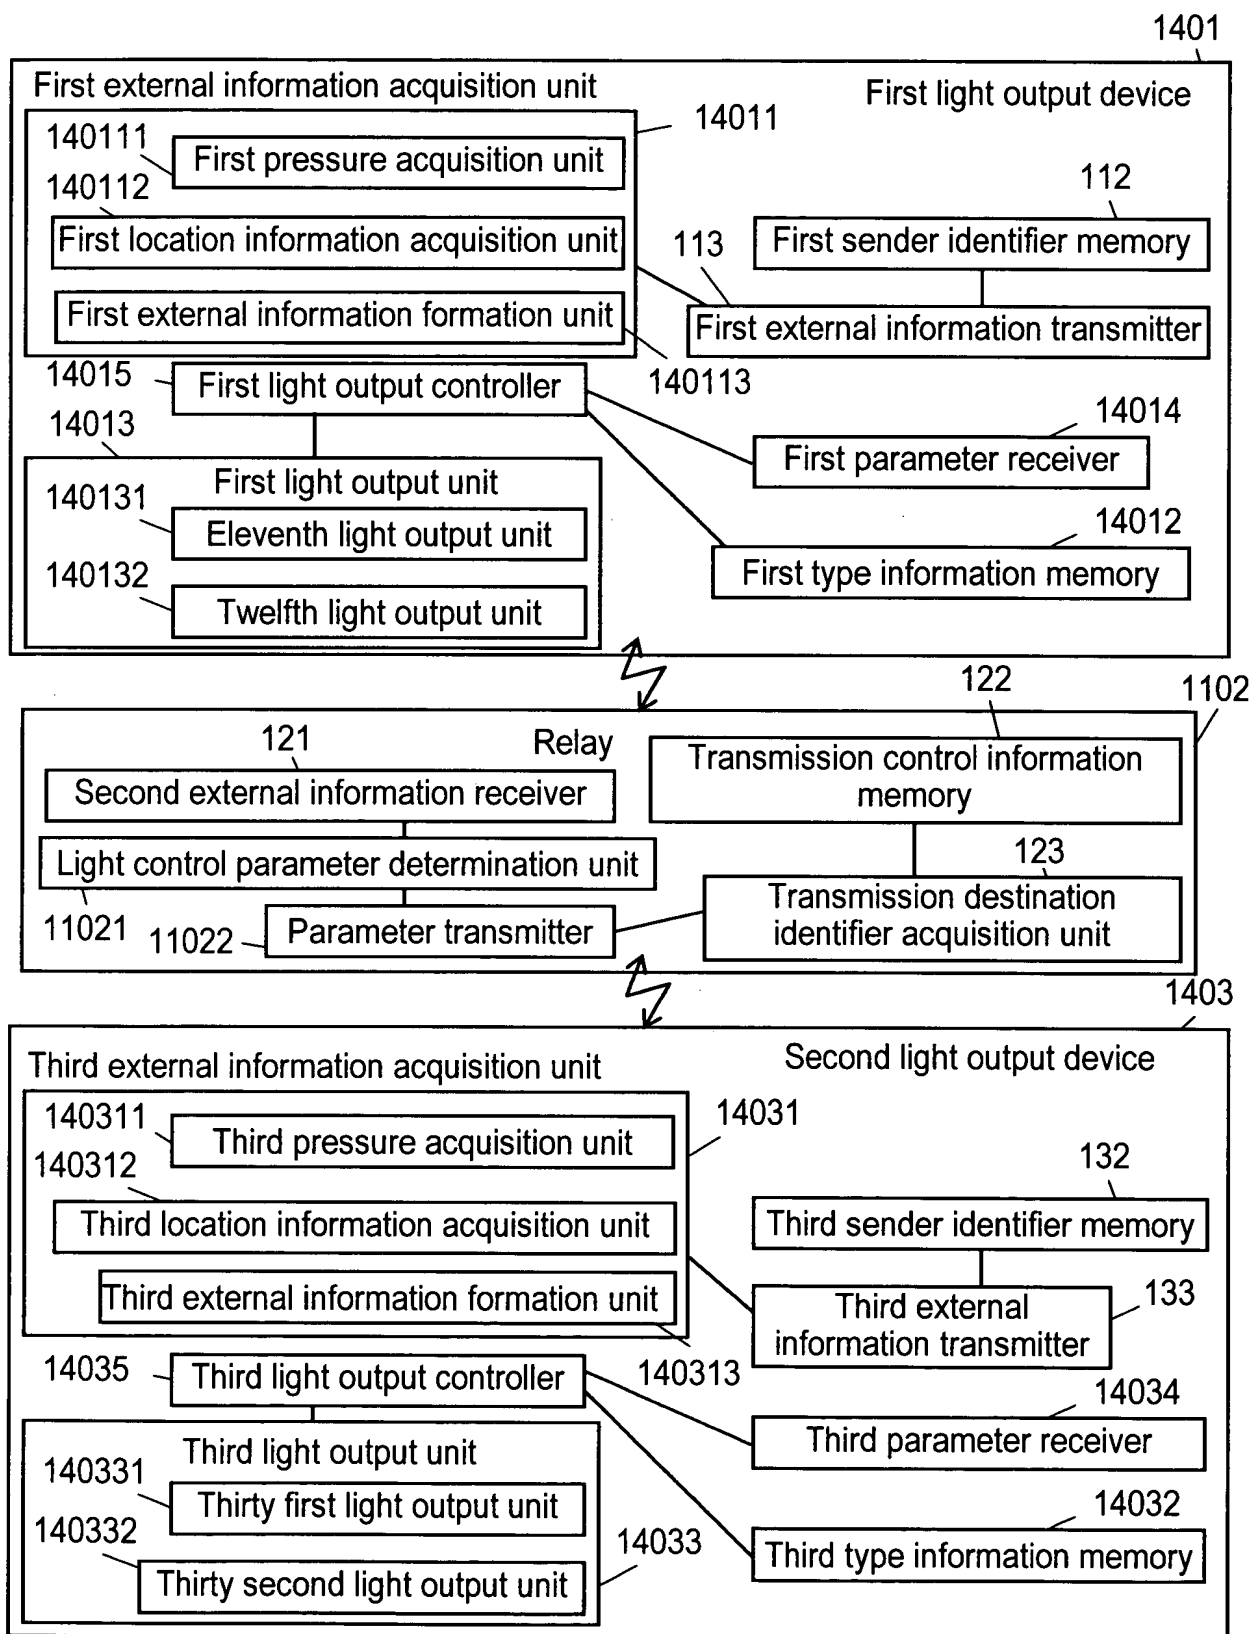 1401
First external information acquisition unit
First light output device
14011
140111
First pressure acquisition unit
140112
112
First location information acquisition unit
113
First sender identifier memory
First external information formation unit
First external information transmitter
14015
First light output controller
140113
14013
14014
First light output unit
First parameter receiver
140131
Eleventh light output unit
14012
140132
First type information memory
Twelfth light output unit
122
1102
121
Relay
Transmission control information
memory
Second external information receiver
Light control parameter determination unit
123
11021
11022
Parameter transmitter
Transmission destination
identifier acquisition unit
1403
Third external information acquisition unit
Second light output device
140311
14031
Third pressure acquisition unit
140312
132
Third location information acquisition unit
Third sender identifier memory
Third external information formation unit
Third external
information transmitter
133
14035
Third light output controller
140313
14034
Third light output unit
Third parameter receiver
140331
Thirty first light output unit
14032
140332
14033
Third type information memory
Thirty second light output unit